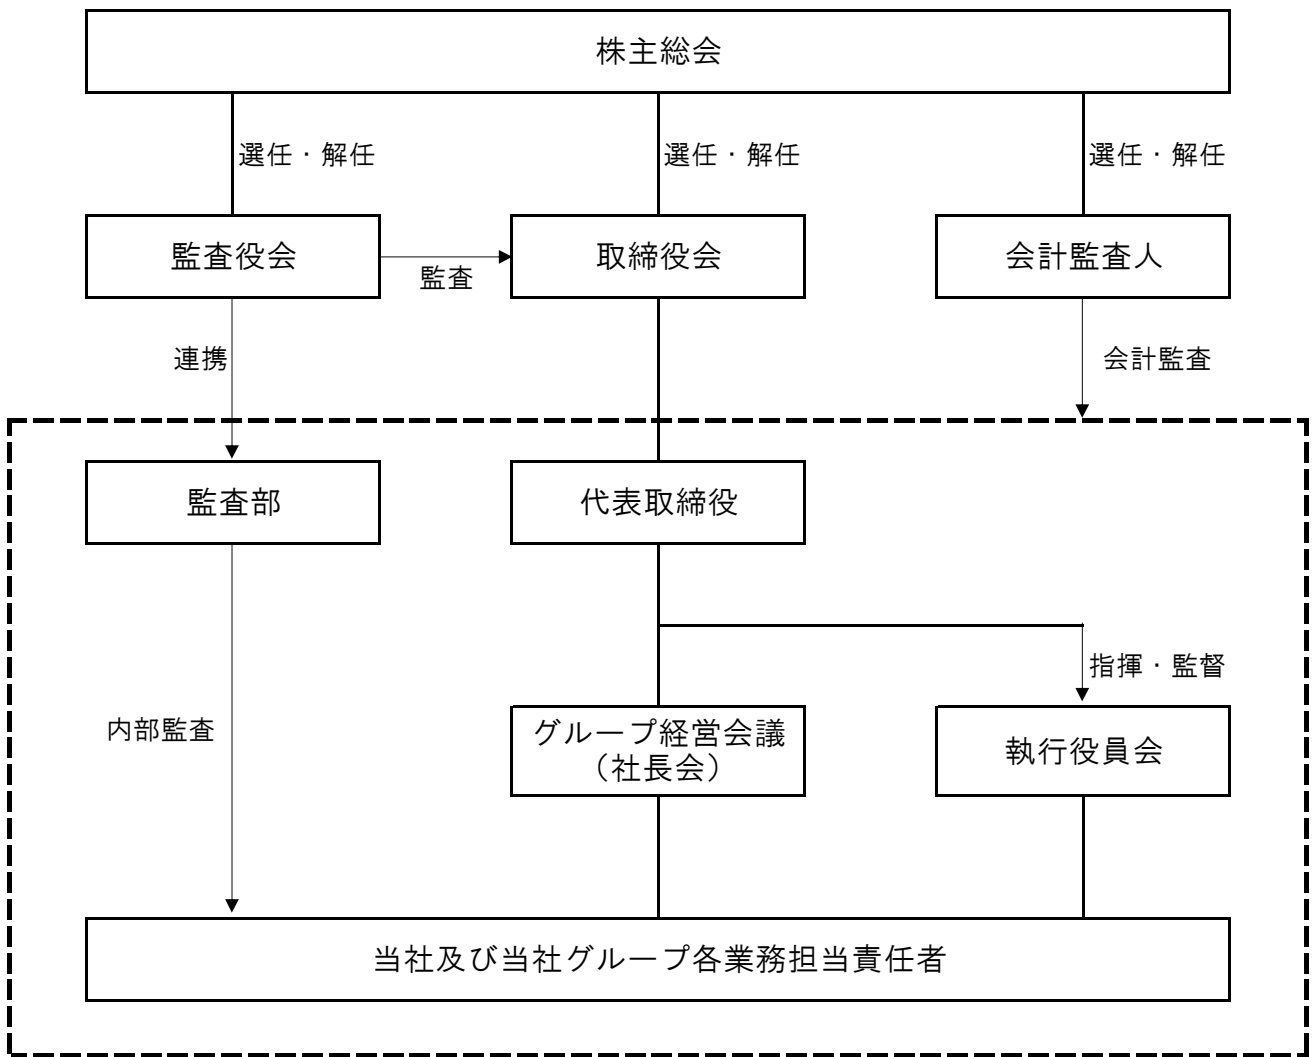 株主総会
選任・解任
選任・解任
選任・解任
監査役会
監査
取締役会
会計監査人
連携
会計監査
監査部
代表取締役
指揮・監督
内部監査
グループ経営会議
（社長会）
執行役員会
当社及び当社グループ各業務担当責任者